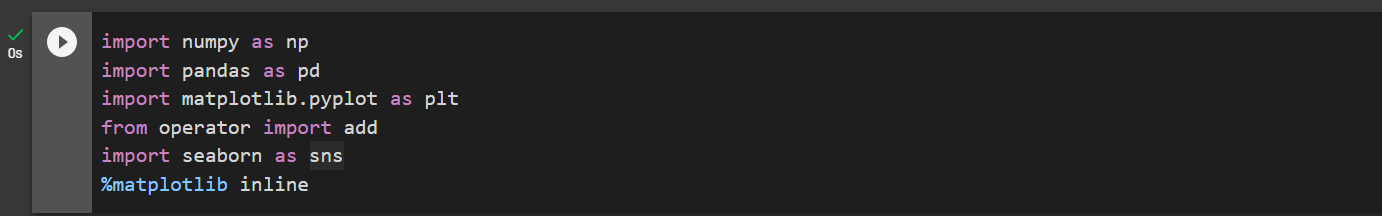 import numpy as np
0s
import pandas as pd
import matplotlib.pyplot as plt
from operator import add
import seaborn as sns
%matplotlib inline